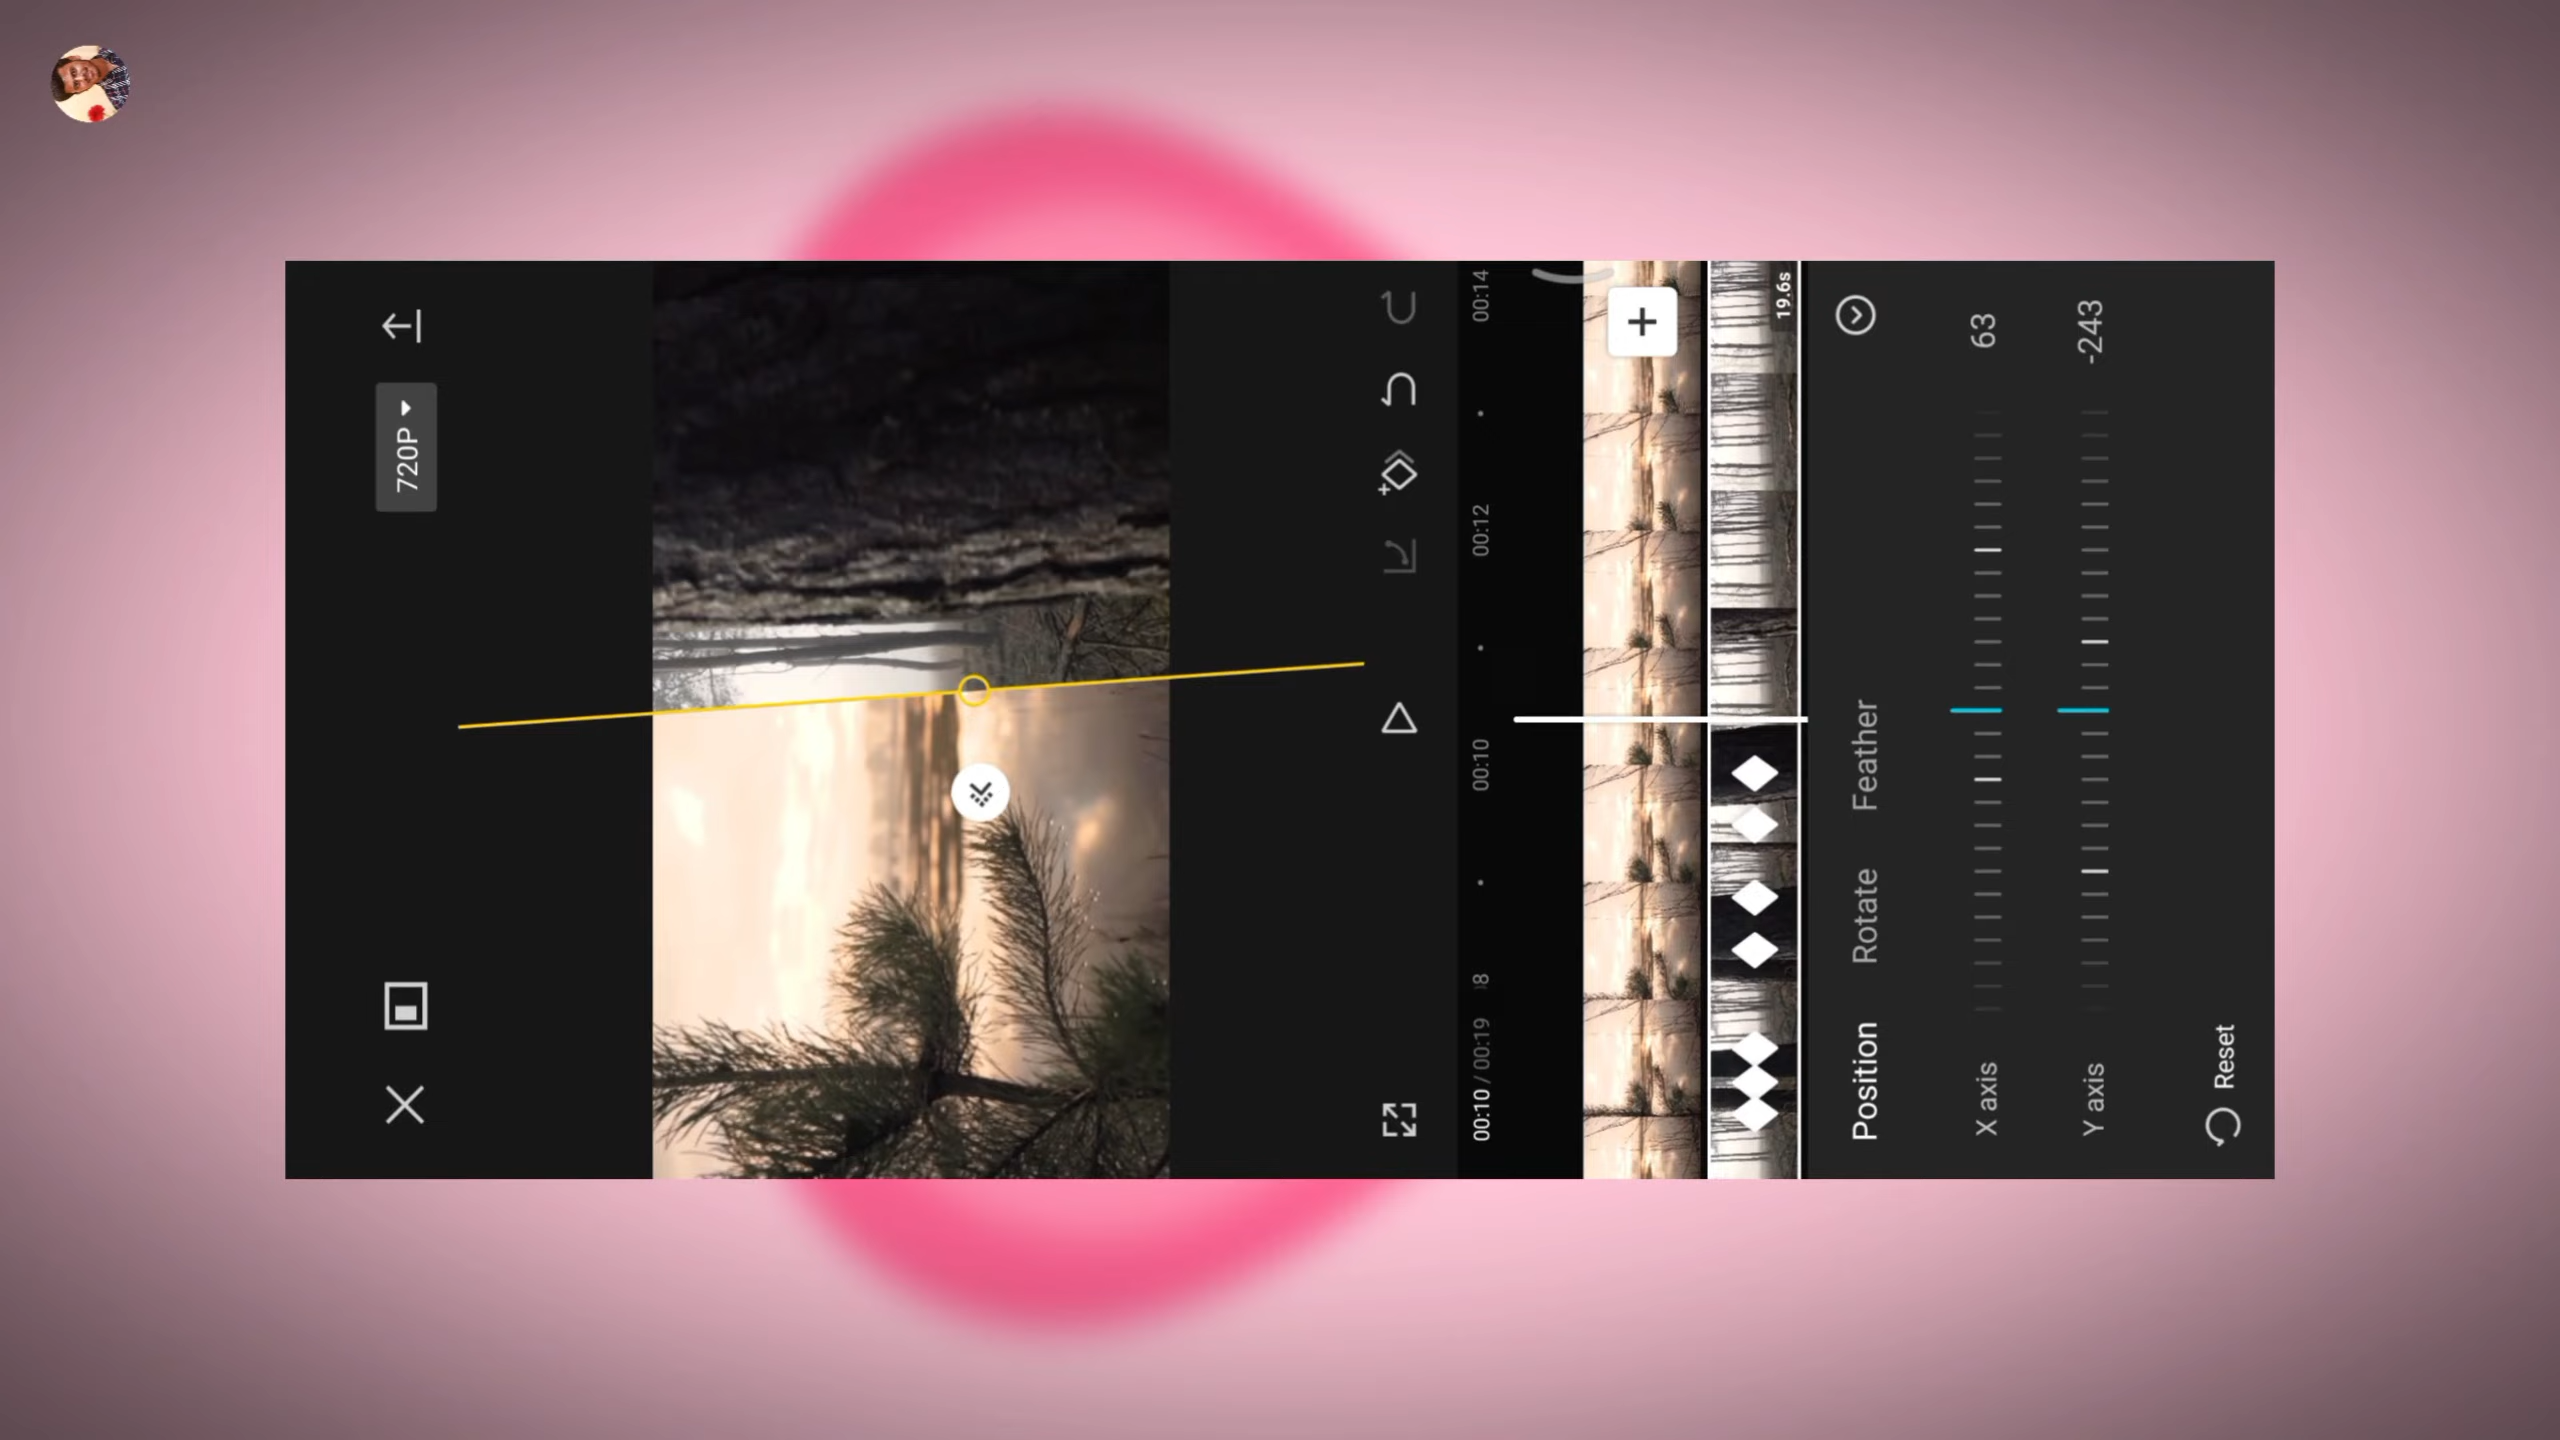 720P
00:10 / 00:19
8
00:10
00:12
00:14
19.6s
Position Rotate Feather
X axis 63
Y axis -243
Reset